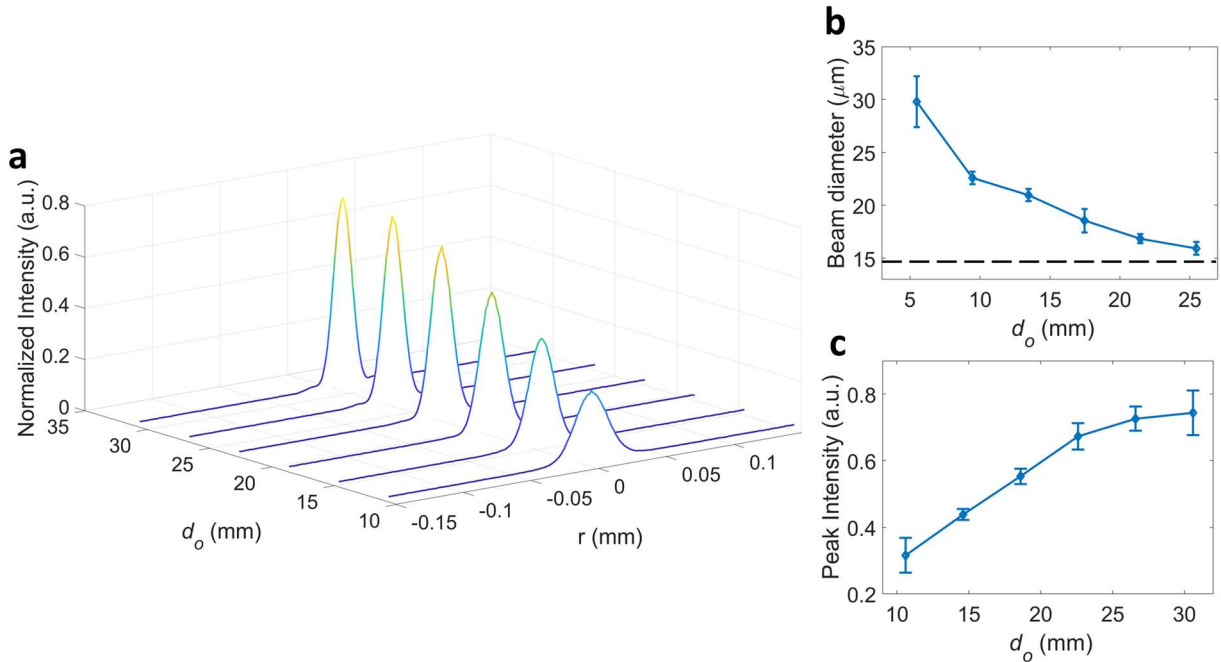 a
Normalized Intensity (a.u.)
0.8
0.6
0.4
0.2
0
35
30
25
20
15
10
d_o (mm)
-0.15
-0.1
-0.05
0
0.05
0.1
r (mm)
b
Beam diameter (μm)
35
30
25
20
15
5 10 15 20 25
d_o (mm)
c
Peak Intensity (a.u.)
0.8
0.6
0.4
0.2
10 15 20 25 30
d_o (mm)